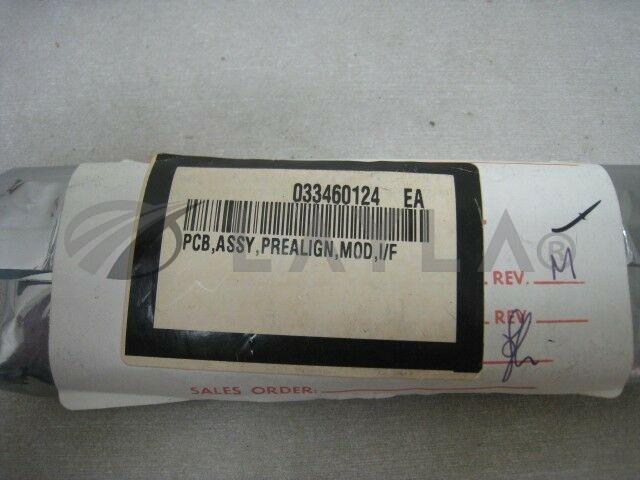 033460124 EA
PCB,ASSY,PREALIGN,MOD,I/F
REV. M
REV.
SALES ORDER: